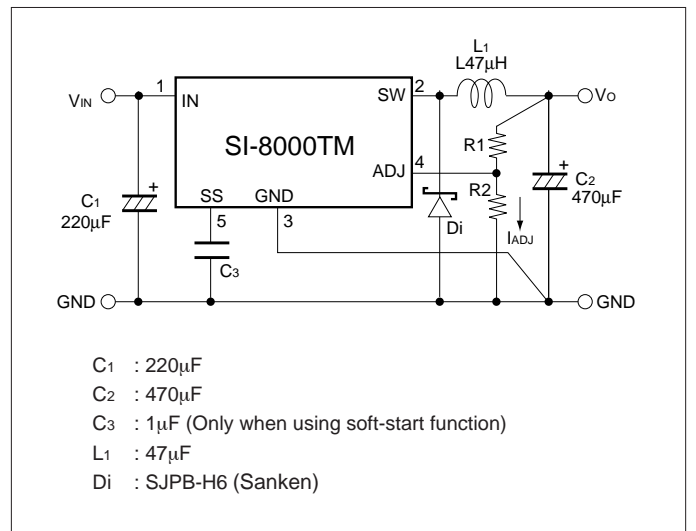 L1
L47μH
1
2
VIN
IN
SW
VO
R1
SI-8000TM
ADJ
4
C2
470μF
R2
C1
220μF
SS
GND
5
3
Di
IADJ
C3
GND
GND
C1 : 220μF
C2 : 470μF
C3 : 1μF (Only when using soft-start function)
L1 : 47μF
Di : SJPB-H6 (Sanken)